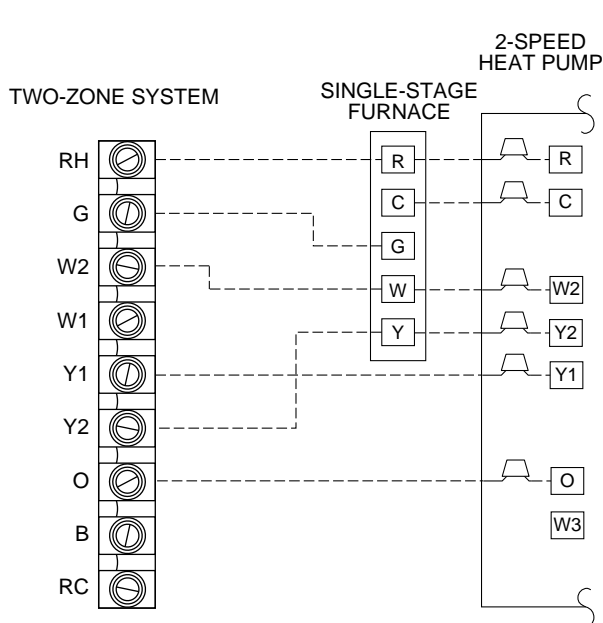 2-SPEED
HEAT PUMP
TWO-ZONE SYSTEM
SINGLE-STAGE
FURNACE
RH
R
R
C
C
G
G
W2
W
W2
W1
Y
Y2
Y1
Y1
Y2
O
O
B
W3
RC